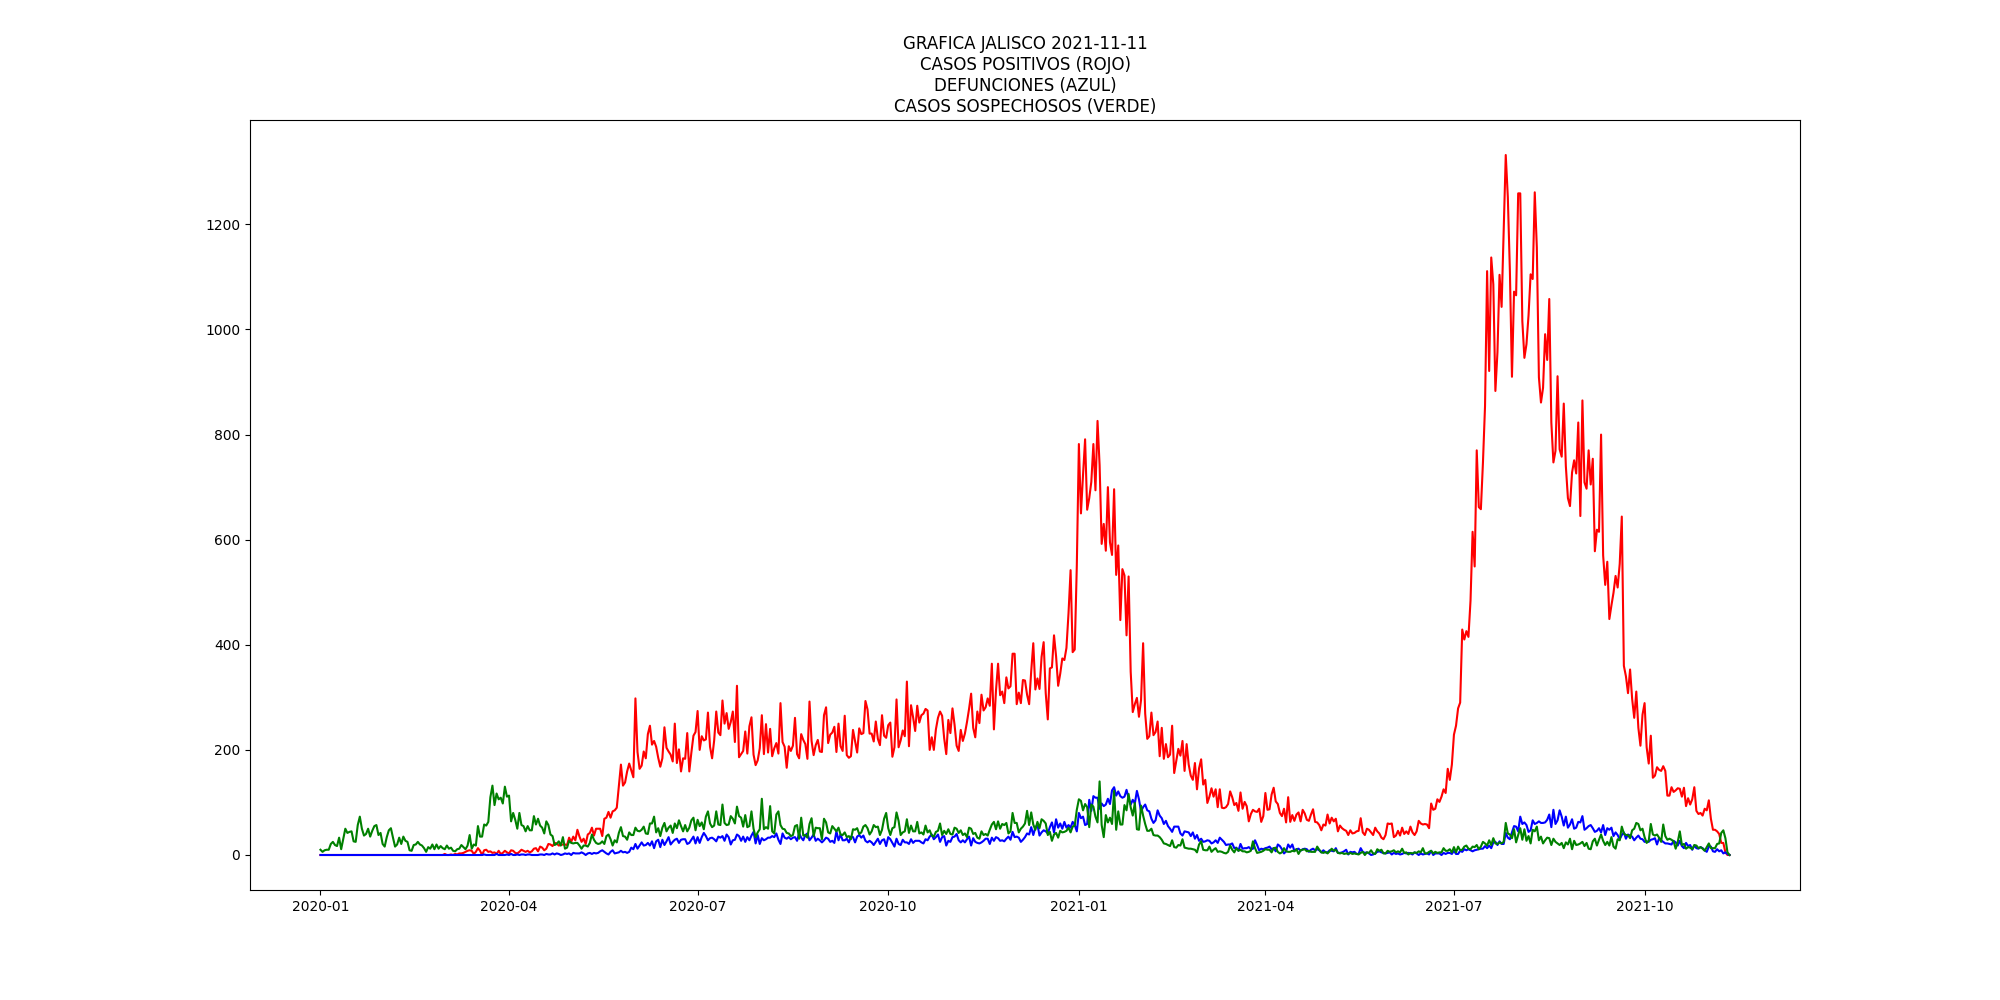 GRAFICA JALISCO 2021-11-11
CASOS POSITIVOS (ROJO)
DEFUNCIONES (AZUL)
CASOS SOSPECHOSOS (VERDE)
1200
1000
800
600
400
200
0
2020-01 2020-04 2020-07 2020-10 2021-01 2021-04 2021-07 2021-10